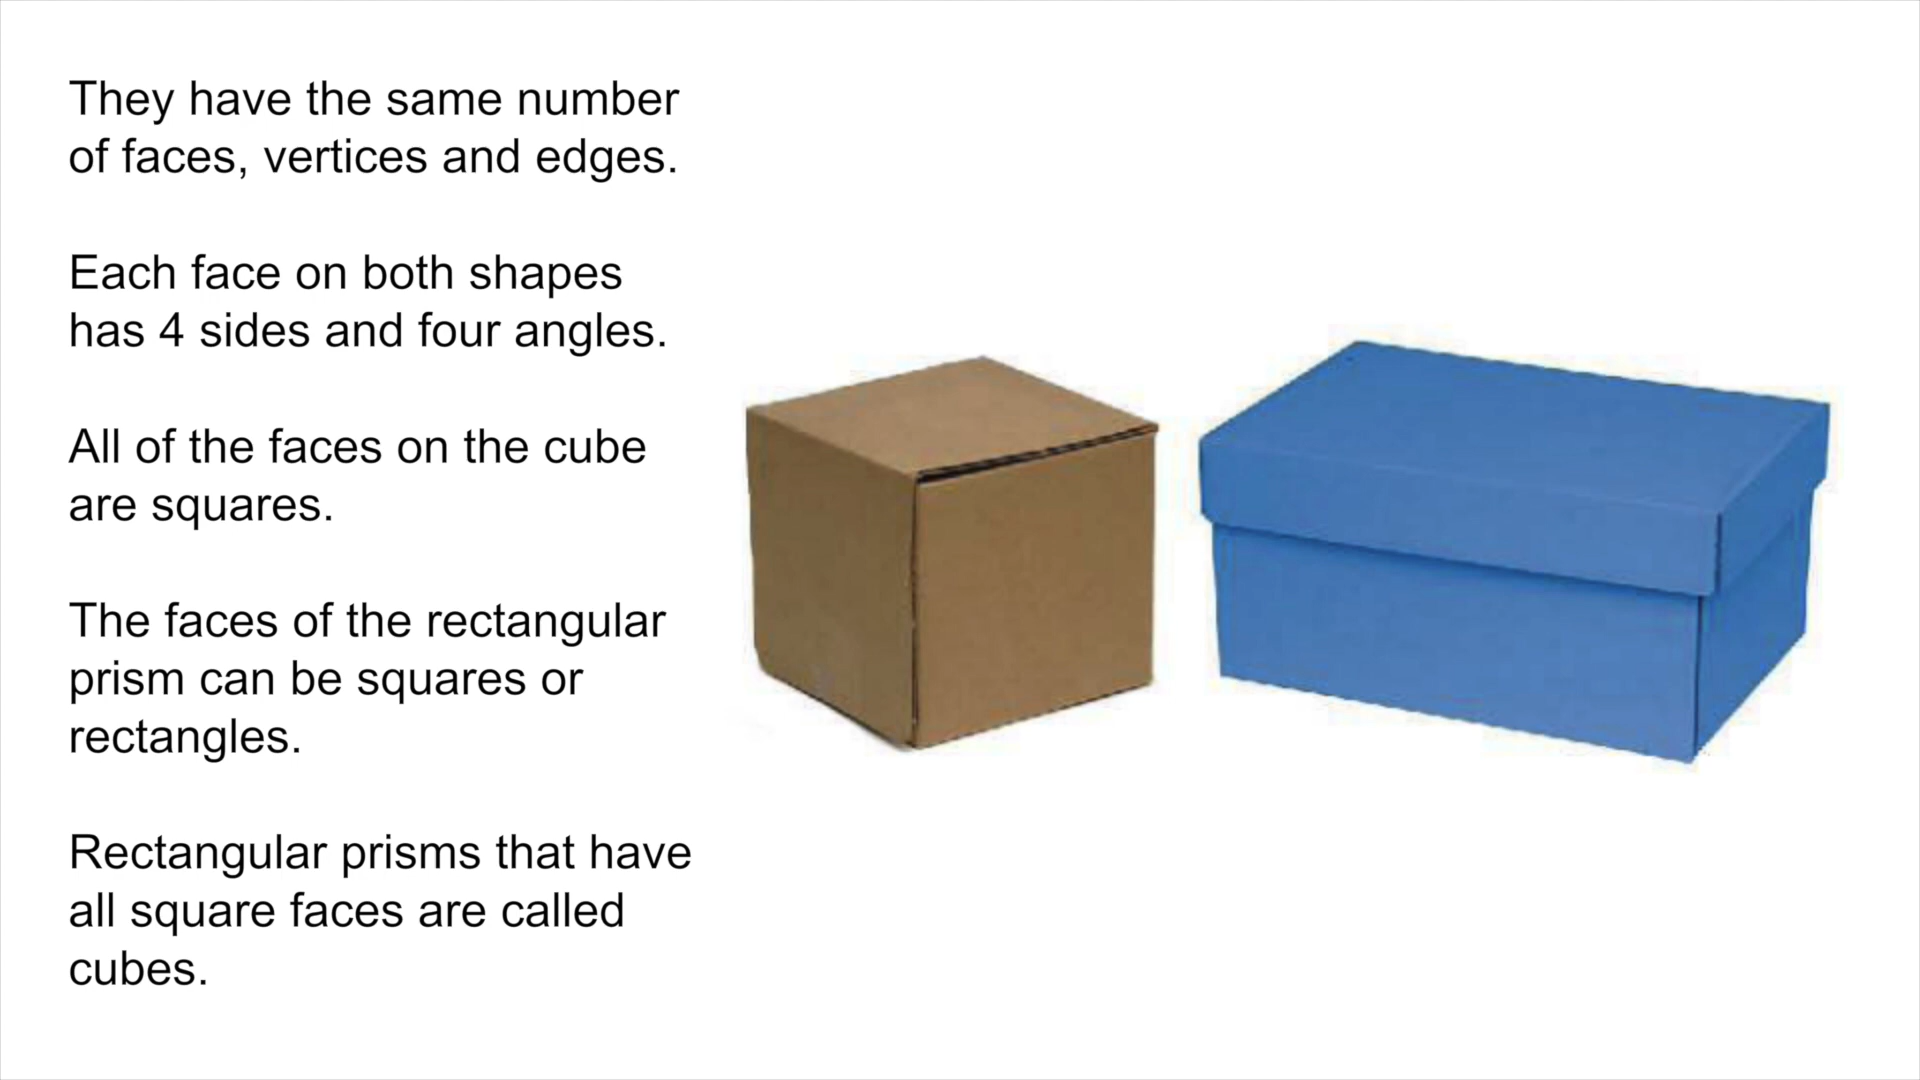 They have the same number
of faces, vertices and edges.
Each face on both shapes
has 4 sides and four angles.
All of the faces on the cube
are squares.
The faces of the rectangular
prism can be squares or
rectangles.
Rectangular prisms that have
all square faces are called
cubes.